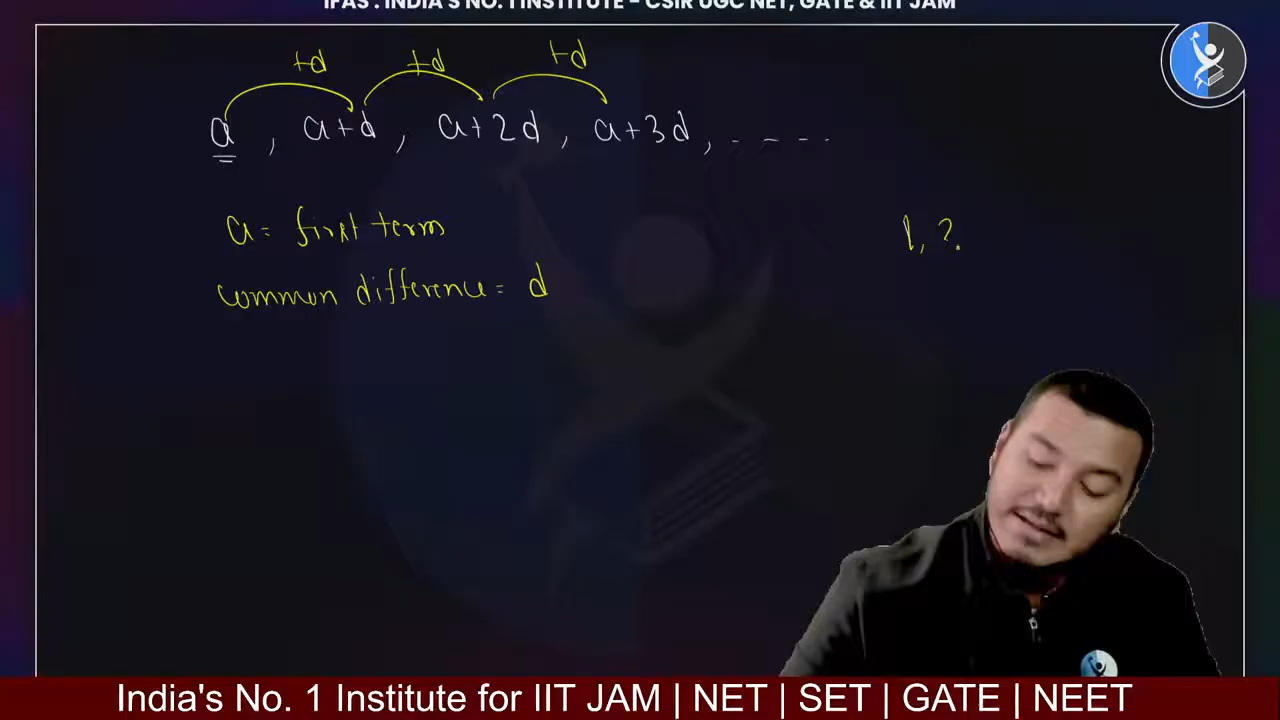 IFAS : INDIA'S NO. 1 INSTITUTE - CSIR UGC NET, GATE & IIT JAM
+d +d +d
a , a+d , a+2d , a+3d , - - - -
a = first term
1, 2
common difference = d
India's No. 1 Institute for IIT JAM | NET | SET | GATE | NEET